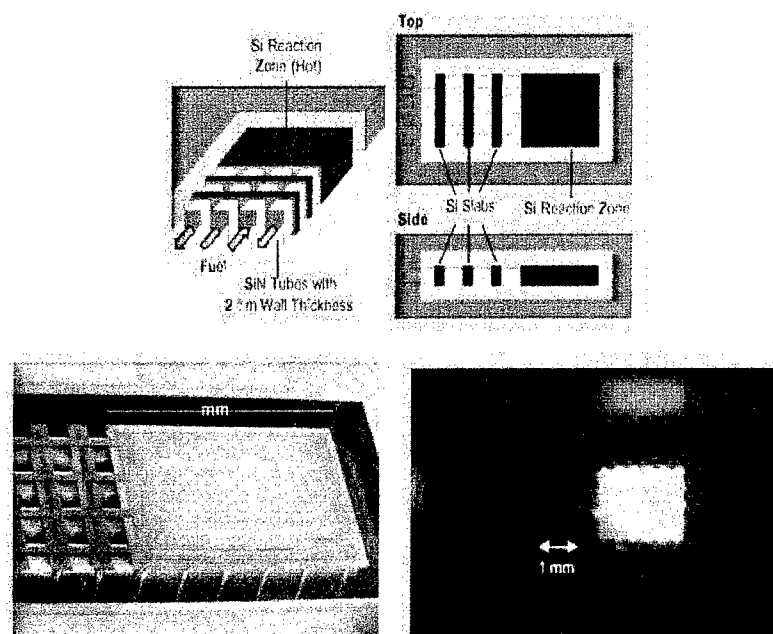 Si Reaction
Zone (Hot)
Fuel
SiN Tubes with
2 m Wall Thickness
Top
Si Slabs
Si Reaction Zone
Side
mm
1 mm